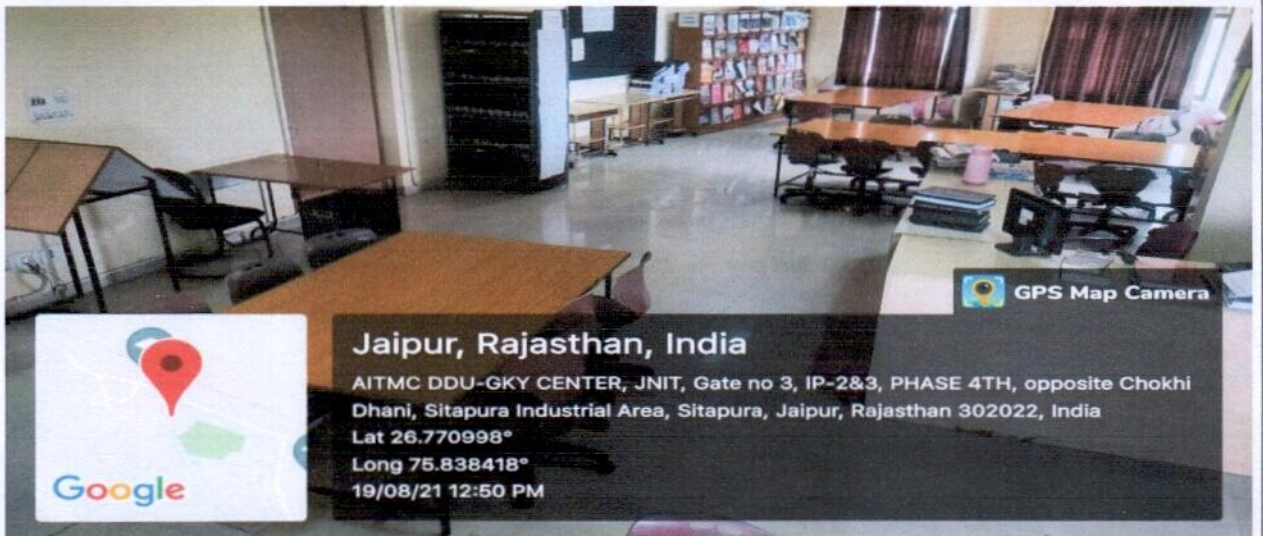 GPS Map Camera
Jaipur, Rajasthan, India
AITMC DDU-GKY CENTER, JNIT, Gate no 3, IP-2&3, PHASE 4TH, opposite Chokhi
Dhani, Sitapura Industrial Area, Sitapura, Jaipur, Rajasthan 302022, India
Lat 26.770998°
Long 75.838418°
19/08/21 12:50 PM
Google